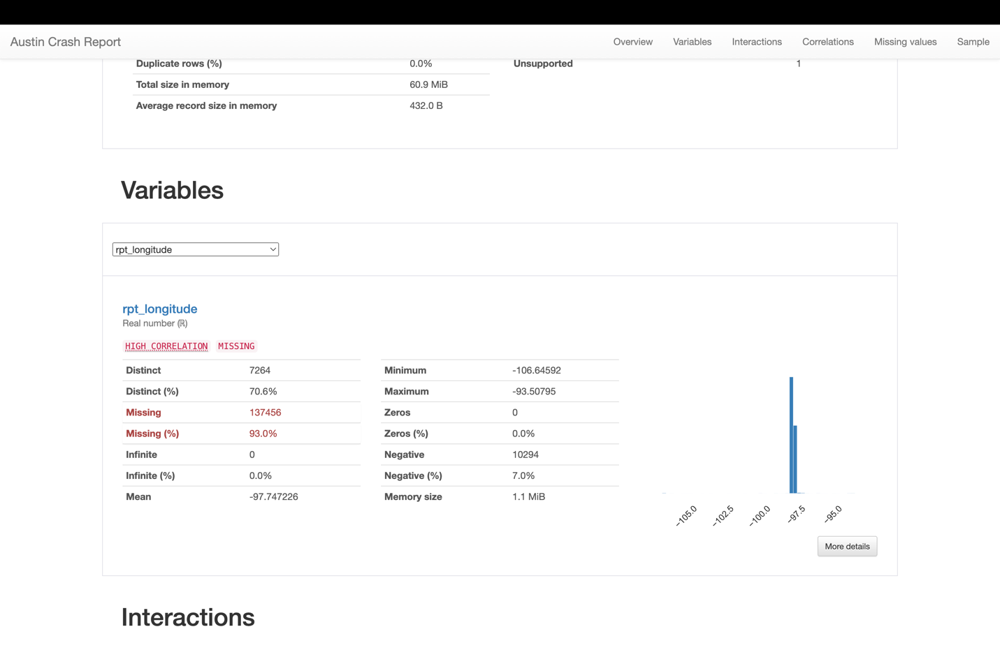 Austin Crash Report
Overview Variables Interactions Correlations Missing values Sample
Duplicate rows (%) 0.0% Unsupported 1
Total size in memory 60.9 MiB
Average record size in memory 432.0 B
Variables
rpt_longitude
rpt_longitude
Real number (ℝ)
HIGH CORRELATION MISSING
Distinct 7264 Minimum -106.64592
Distinct (%) 70.6% Maximum -93.50795
Missing 137456 Zeros 0
Missing (%) 93.0% Zeros (%) 0.0%
Infinite 0 Negative 10294
Infinite (%) 0.0% Negative (%) 7.0%
Mean -97.747226 Memory size 1.1 MiB
−105.0 −102.5 −100.0 −97.5 −95.0
More details
Interactions